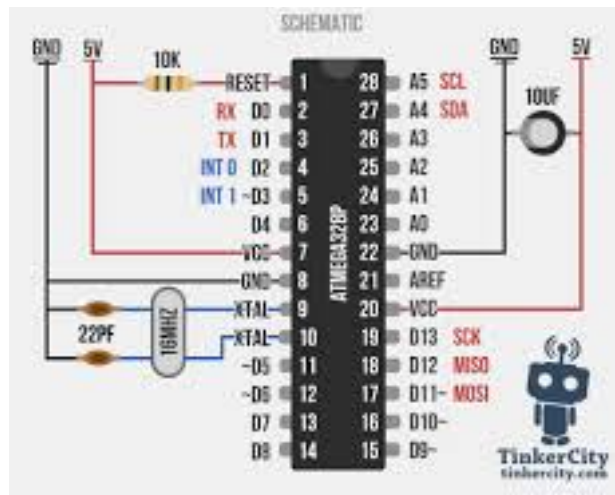 SCHEMATIC
GND 5V GND 5V
10K
10UF
RESET 1 28 A5 SCL
RX D0 2 27 A4 SDA
TX D1 3 26 A3
INT 0 D2 4 25 A2
INT 1 ~D3 5 24 A1
D4 6 23 A0
VCC 7 22 GND
GND 8 21 AREF
XTAL 9 20 VCC
XTAL 10 19 D13 SCK
~D5 11 18 D12 MISO
~D6 12 17 D11~ MOSI
D7 13 16 D10~
D8 14 15 D9~
ATMEGA328P
22PF
16MHZ
TinkerCity
tinkercity.com